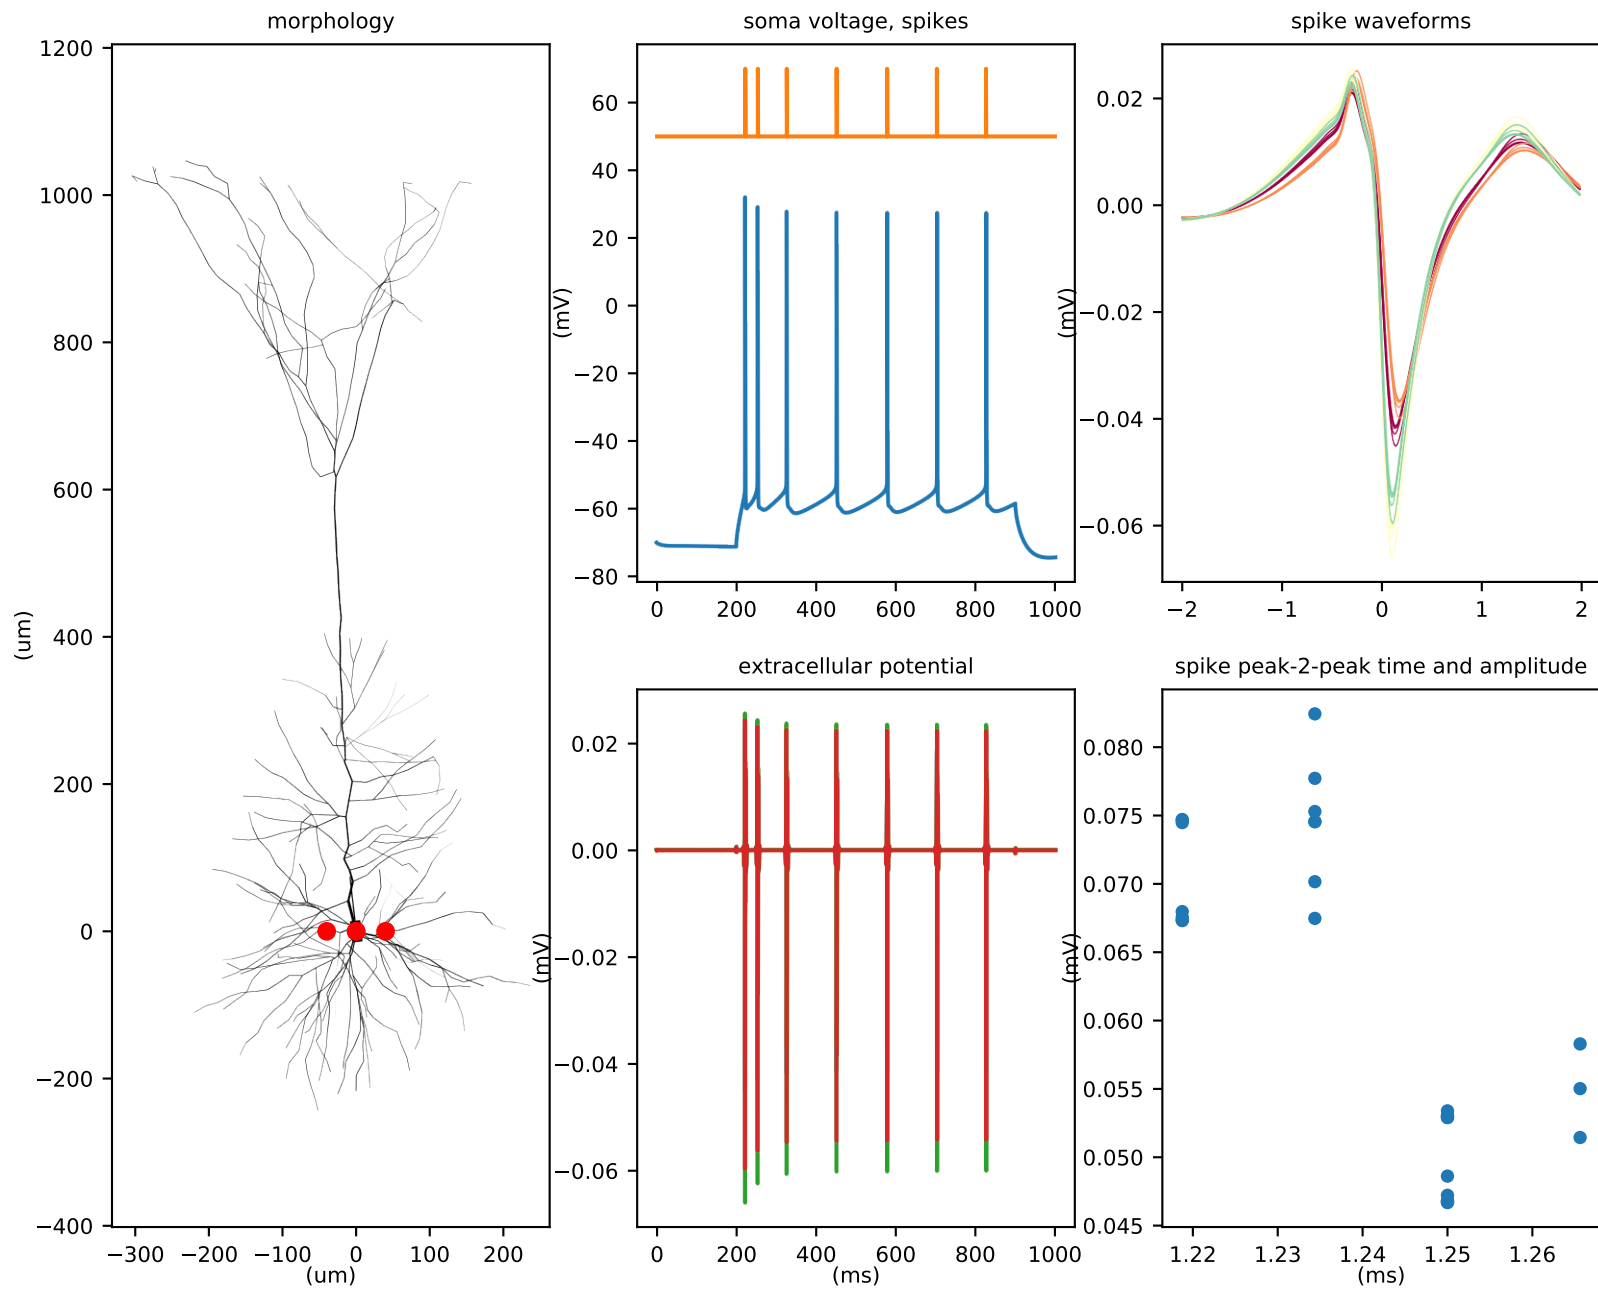 morphology
1200
1000
800
600
400
200
0
−200
−400
(um)
−300 −200 −100 0 100 200
(um)
soma voltage, spikes
60
40
20
0
−20
−40
−60
−80
(mV)
0 200 400 600 800 1000
spike waveforms
0.02
0.00
−0.02
−0.04
−0.06
(mV)
−2 −1 0 1 2
extracellular potential
0.02
0.00
−0.02
−0.04
−0.06
(mV)
0 200 400 600 800 1000
(ms)
spike peak-2-peak time and amplitude
0.080
0.075
0.070
0.065
0.060
0.055
0.050
0.045
(mV)
1.22 1.23 1.24 1.25 1.26
(ms)